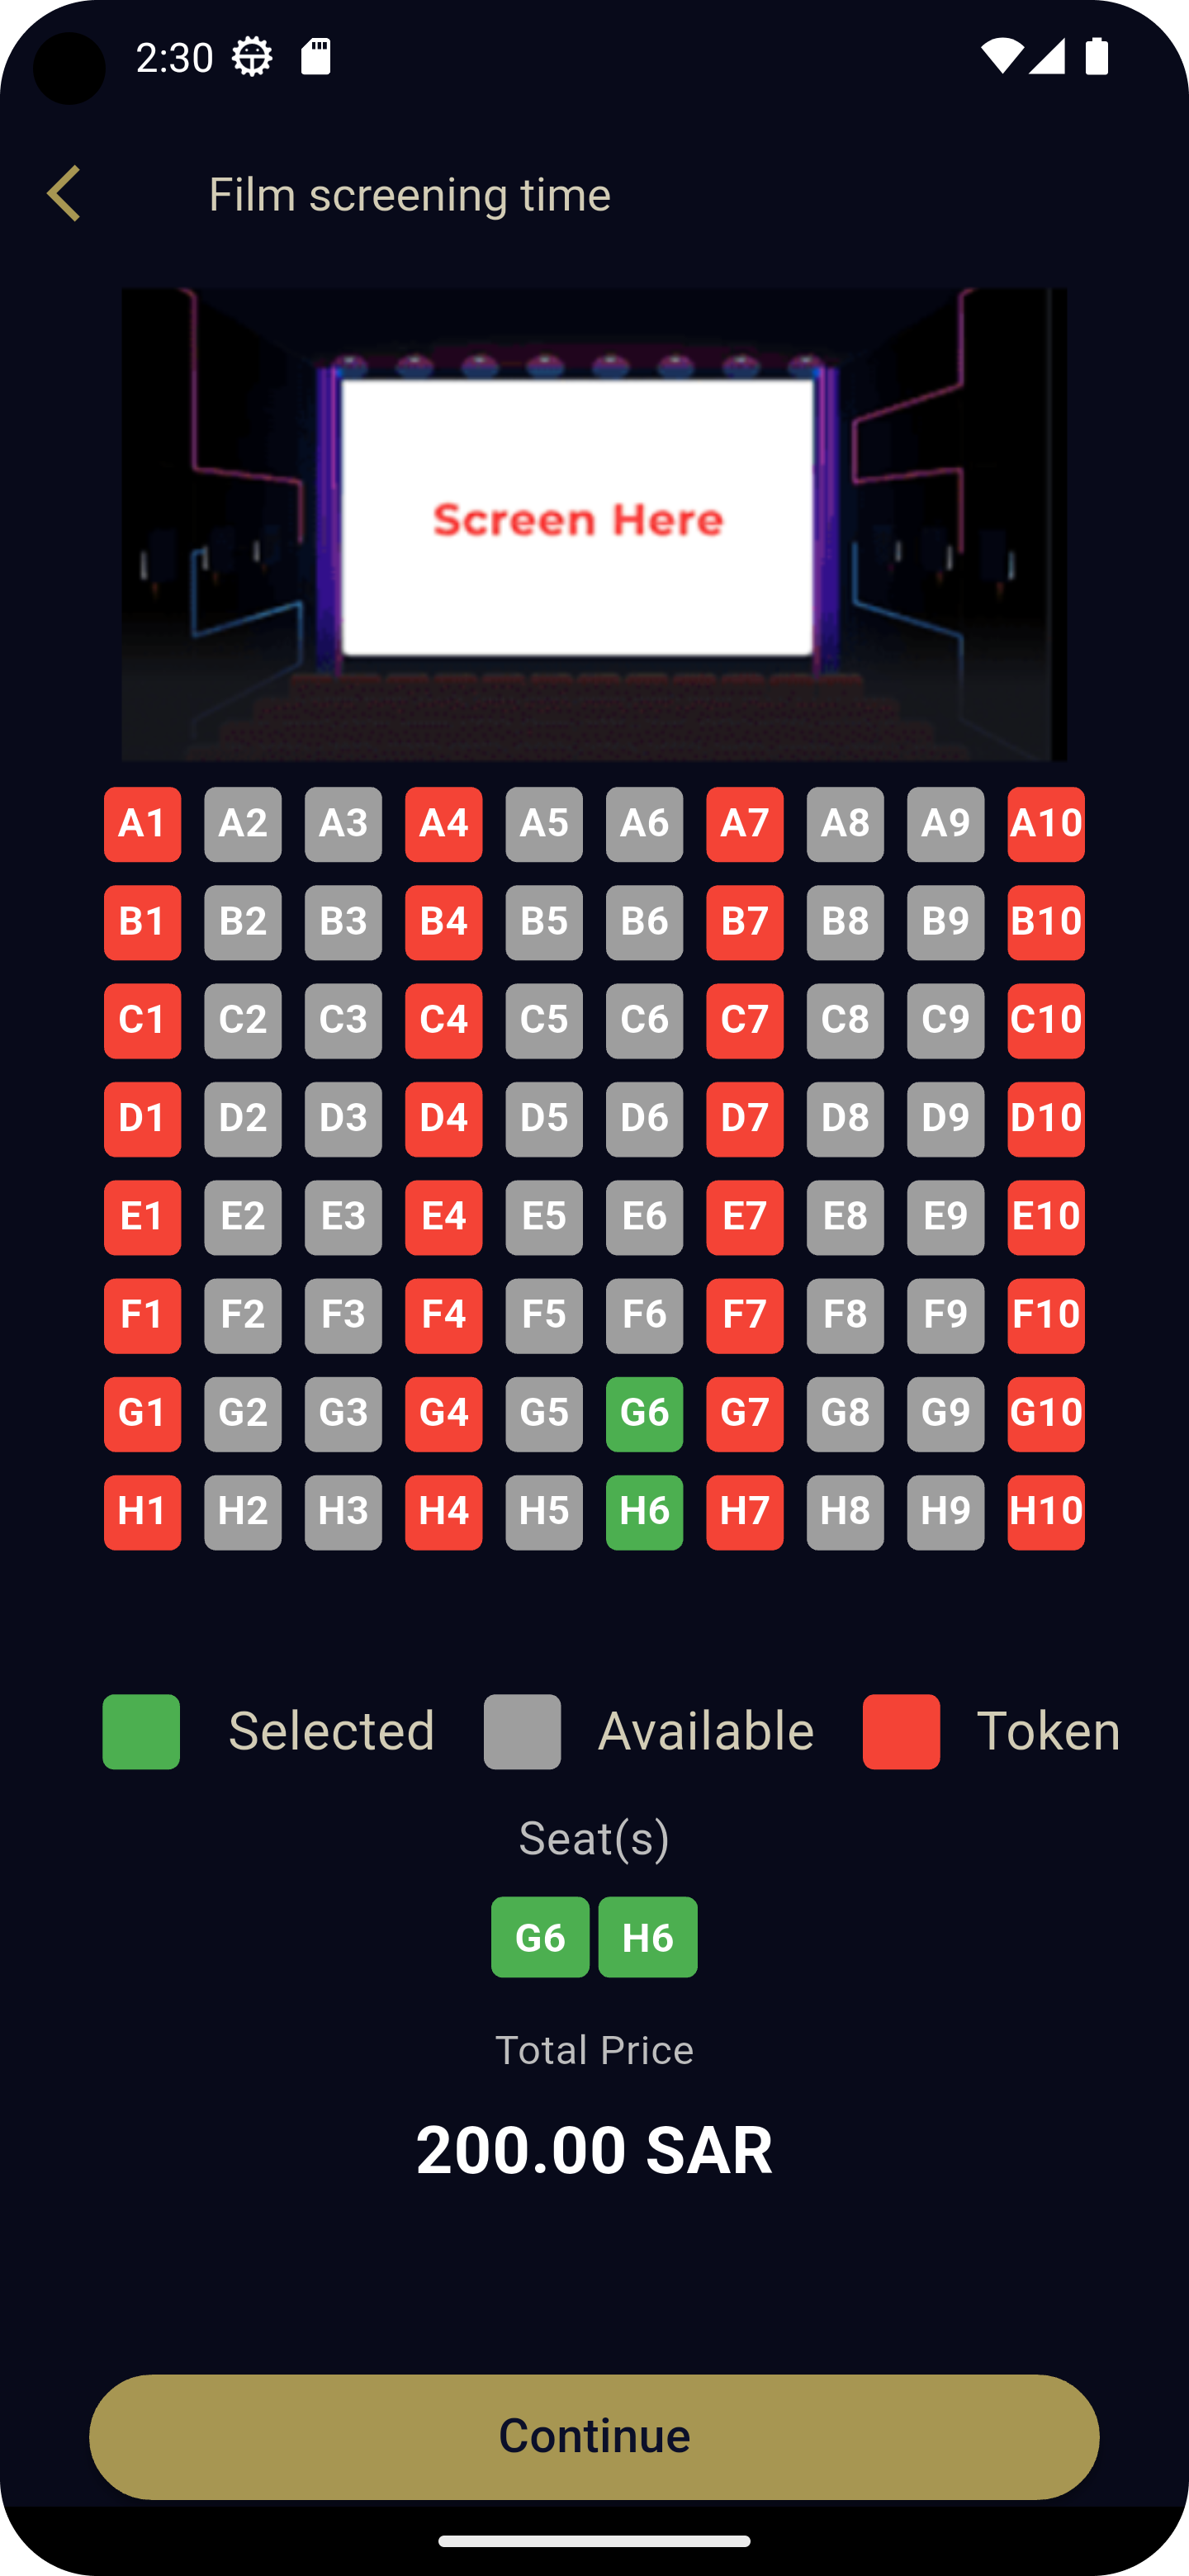 2:30
Film screening time
Screen Here
A1 A2 A3 A4 A5 A6 A7 A8 A9 A10
B1 B2 B3 B4 B5 B6 B7 B8 B9 B10
C1 C2 C3 C4 C5 C6 C7 C8 C9 C10
D1 D2 D3 D4 D5 D6 D7 D8 D9 D10
E1 E2 E3 E4 E5 E6 E7 E8 E9 E10
F1 F2 F3 F4 F5 F6 F7 F8 F9 F10
G1 G2 G3 G4 G5 G6 G7 G8 G9 G10
H1 H2 H3 H4 H5 H6 H7 H8 H9 H10
Selected Available Token
Seat(s)
G6 H6
Total Price
200.00 SAR
Continue